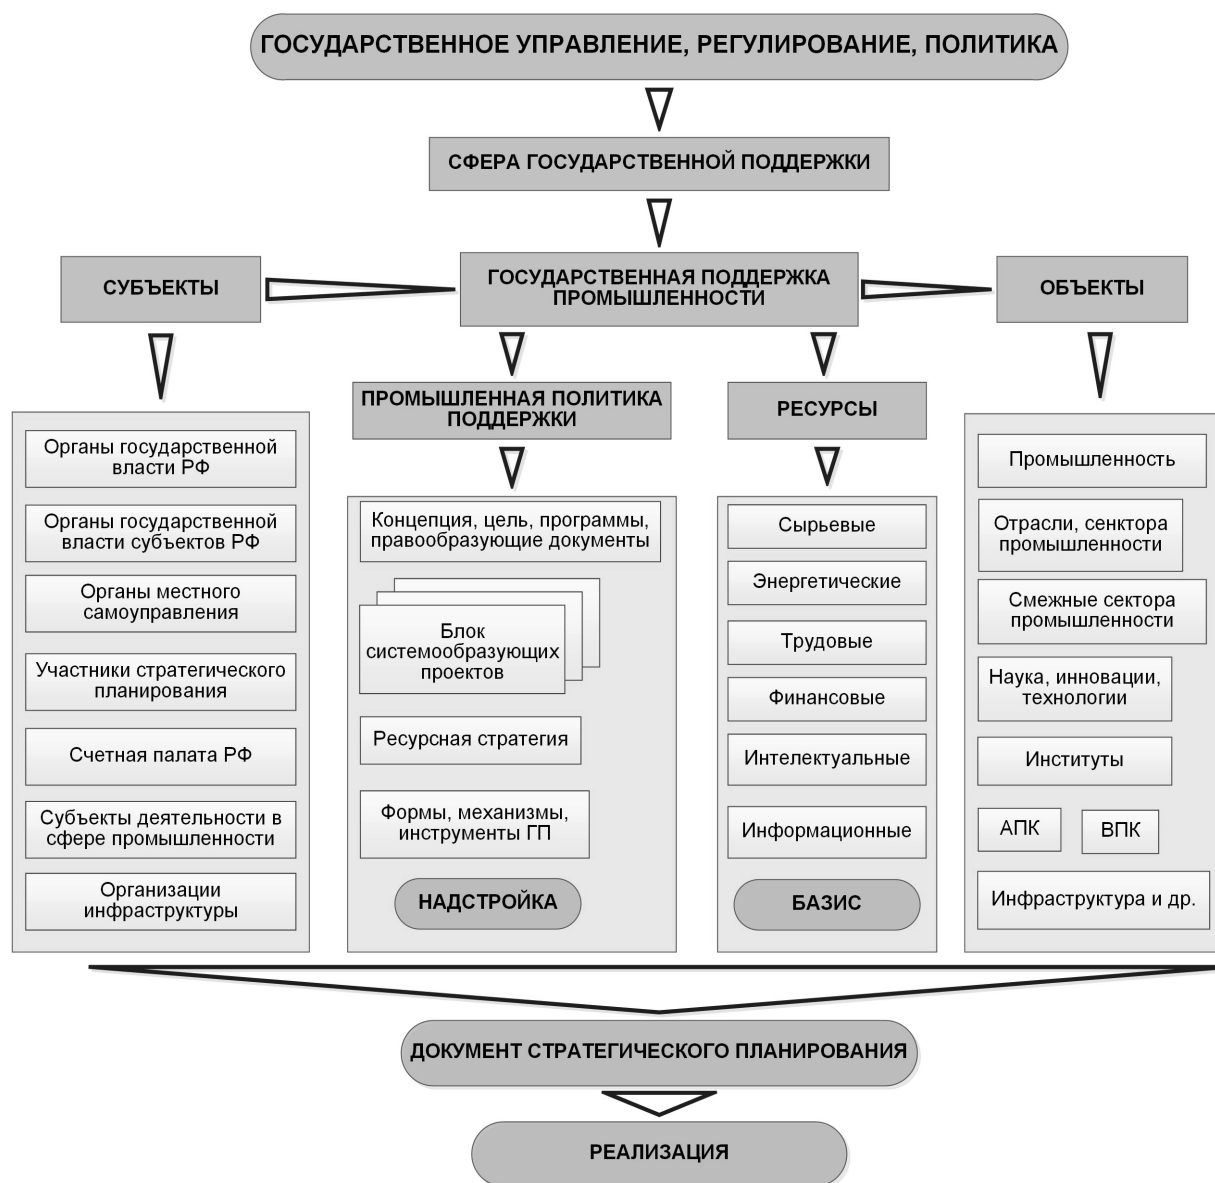 ГОСУДАРСТВЕННОЕ УПРАВЛЕНИЕ, РЕГУЛИРОВАНИЕ, ПОЛИТИКА
СФЕРА ГОСУДАРСТВЕННОЙ ПОДДЕРЖКИ
СУБЪЕКТЫ
ГОСУДАРСТВЕННАЯ ПОДДЕРЖКА
ПРОМЫШЛЕННОСТИ
ОБЪЕКТЫ
ПРОМЫШЛЕННАЯ ПОЛИТИКА
ПОДДЕРЖКИ
РЕСУРСЫ
Органы государственной
власти РФ
Органы государственной
власти субъектов РФ
Органы местного
самоуправления
Участники стратегического
планирования
Счетная палата РФ
Субъекты деятельности в
сфере промышленности
Организации
инфраструктуры
Концепция, цель, программы,
правообразующие документы
Блок
системообразующих
проектов
Ресурсная стратегия
Формы, механизмы,
инструменты ГП
НАДСТРОЙКА
Сырьевые
Энергетические
Трудовые
Финансовые
Интелектуальные
Информационные
БАЗИС
Промышленность
Отрасли, сенктора
промышленности
Смежные сектора
промышленности
Наука, инновации,
технологии
Институты
АПК
ВПК
Инфраструктура и др.
ДОКУМЕНТ СТРАТЕГИЧЕСКОГО ПЛАНИРОВАНИЯ
РЕАЛИЗАЦИЯ